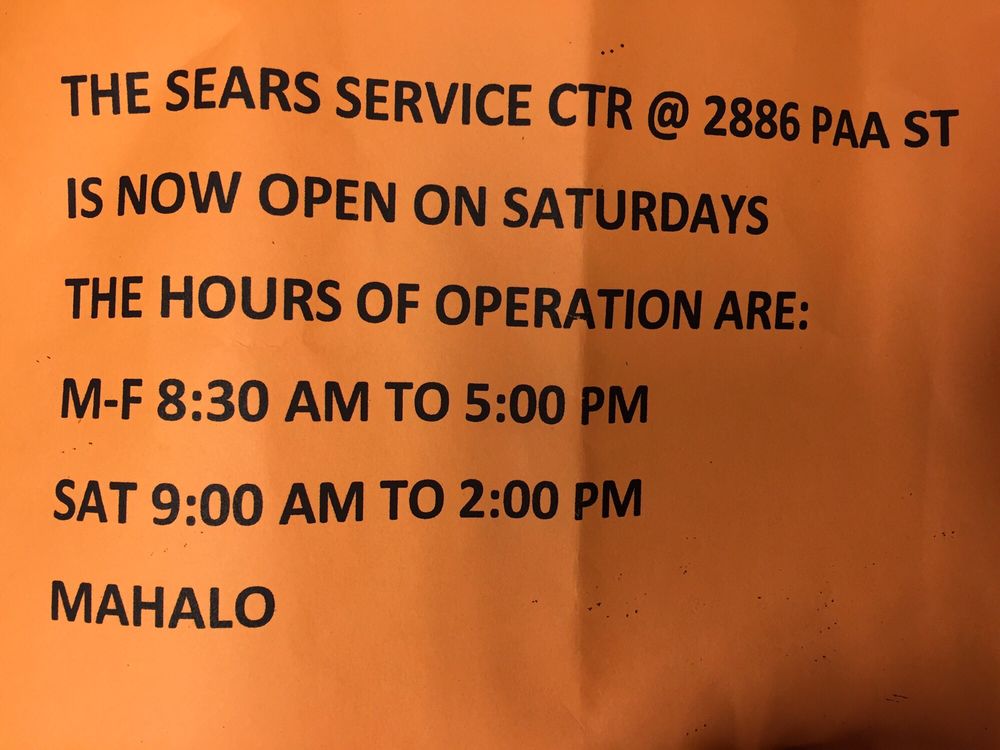 THE SEARS SERVICE CTR @ 2886 PAA ST
IS NOW OPEN ON SATURDAYS
THE HOURS OF OPERATION ARE:
M-F 8:30 AM TO 5:00 PM
SAT 9:00 AM TO 2:00 PM
MAHALO